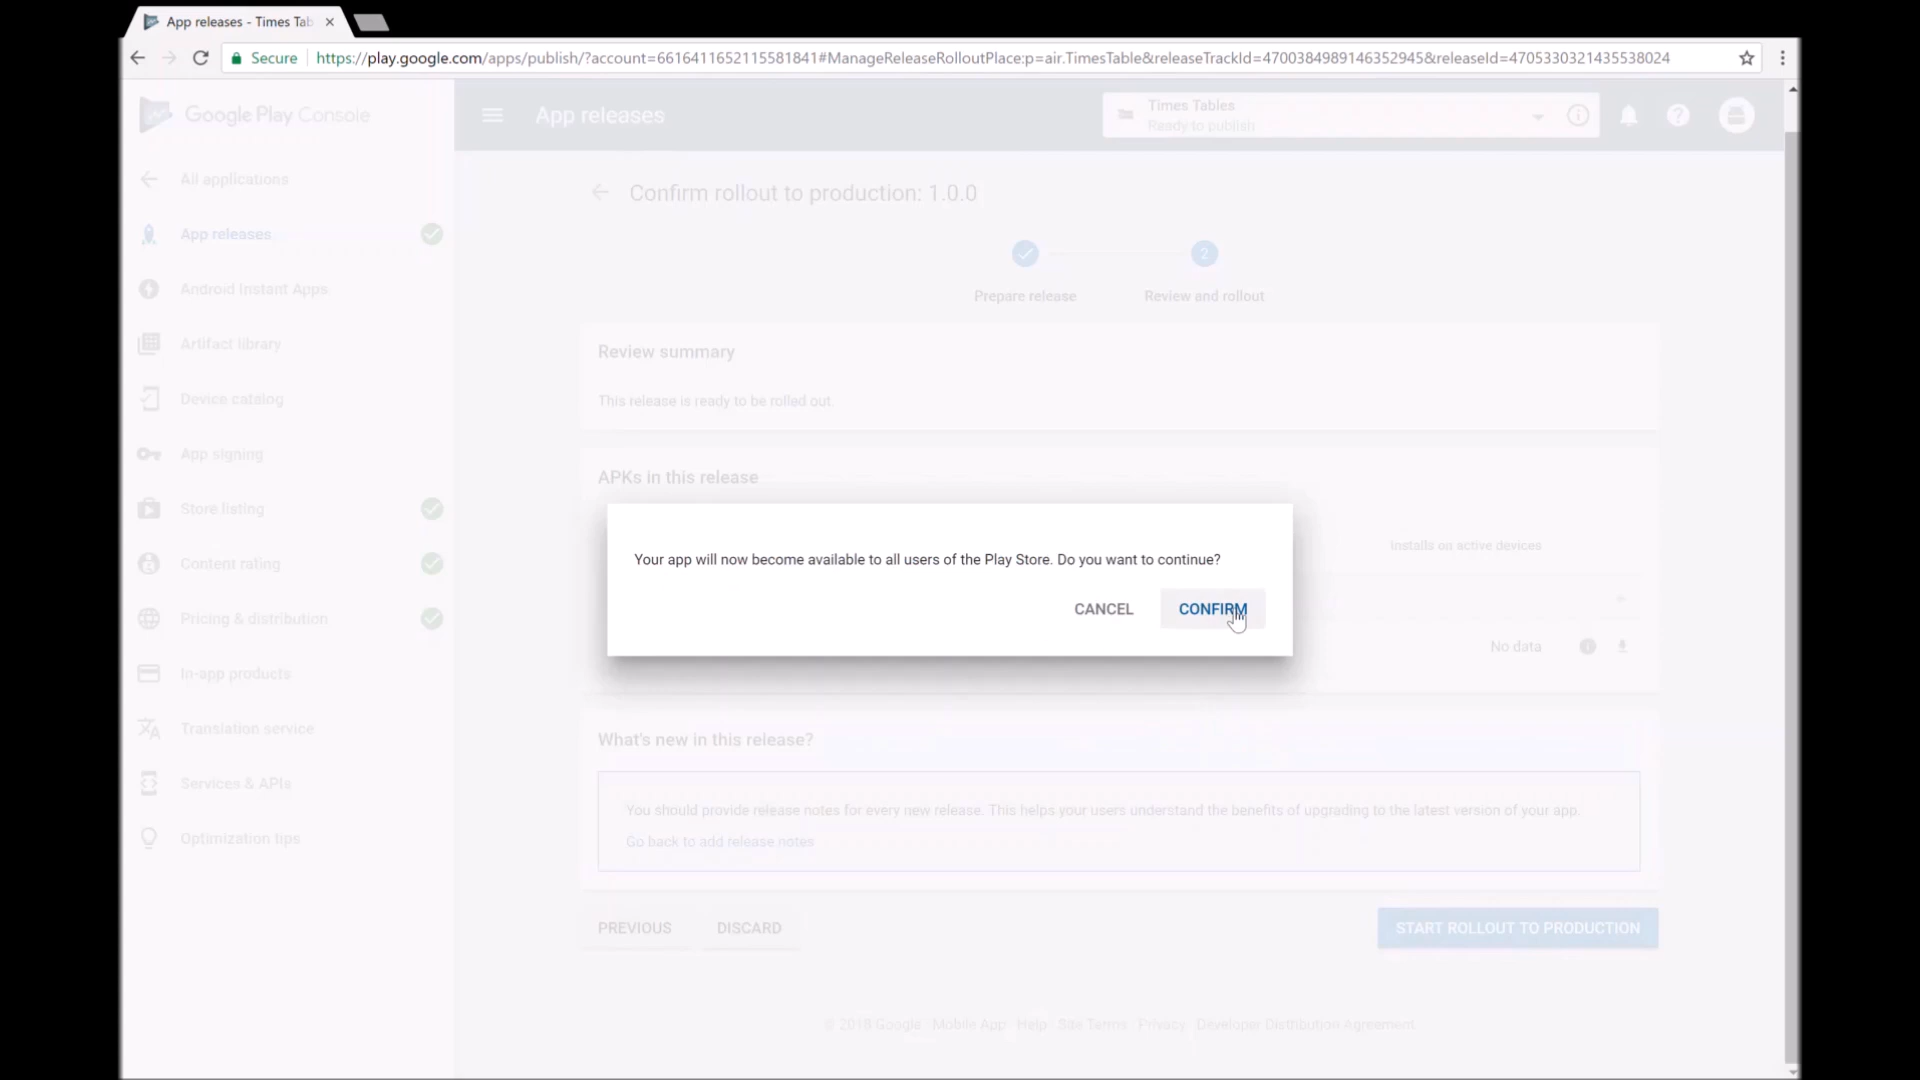 App releases - Times Tab
Secure
https://play.google.com/apps/publish/?account=6616411652115581841#ManageReleaseRolloutPlace:p=air.TimesTable&releaseTrackId=4700384989146352945&releaseId=4705330321435538024
Google Play Console
App releases
Times Tables
Ready to publish
All applications
App releases
Android Instant Apps
Artifact library
Device catalog
App signing
Store listing
Content rating
Pricing & distribution
In-app products
Translation service
Services & APIs
Optimization tips
Confirm rollout to production: 1.0.0
2
Prepare release
Review and rollout
Review summary
This release is ready to be rolled out.
APKs in this release
Installs on active devices
Your app will now become available to all users of the Play Store. Do you want to continue?
CANCEL
CONFIRM
No data
What's new in this release?
You should provide release notes for every new release. This helps your users understand the benefits of upgrading to the latest version of your app.
Go back to add release notes
PREVIOUS
DISCARD
START ROLLOUT TO PRODUCTION
© 2018 Google
Mobile App
Help
Site Terms
Privacy
Developer Distribution Agreement